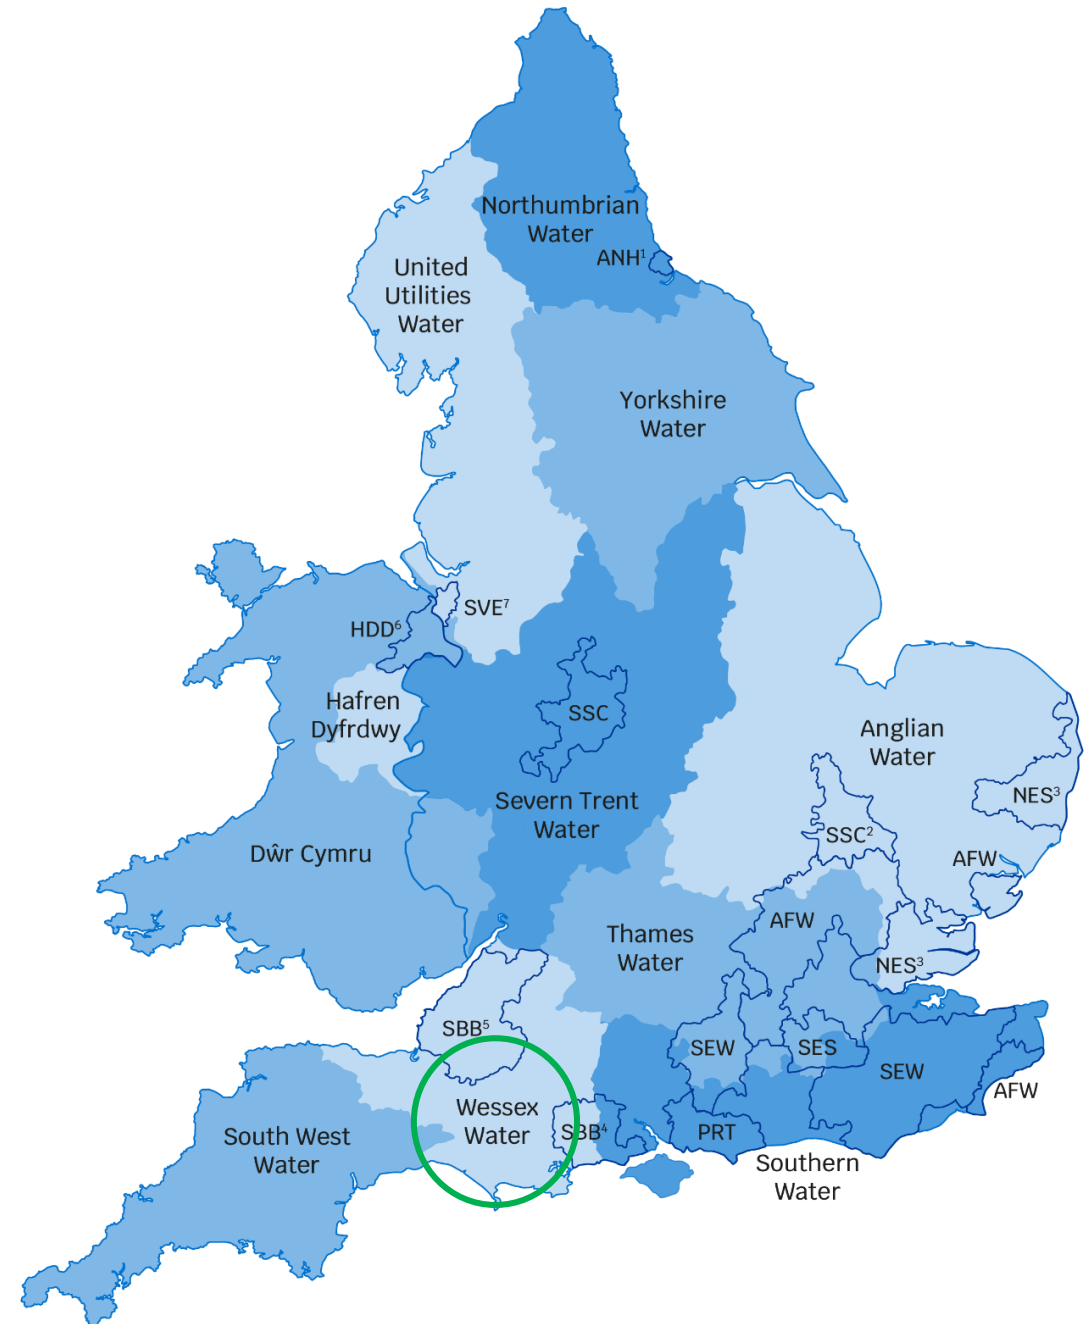 Northumbrian
Water
ANH¹
United
Utilities
Water
Yorkshire
Water
SVE⁷
HDD⁶
Hafren
Dyfrdwy
SSC
Anglian
Water
NES³
Severn Trent
Water
SSC²
Dŵr Cymru
AFW
AFW
Thames
Water
NES³
SBB⁵
SEW
SES
SEW
AFW
Wessex
Water
SBB⁴
PRT
South West
Water
Southern
Water